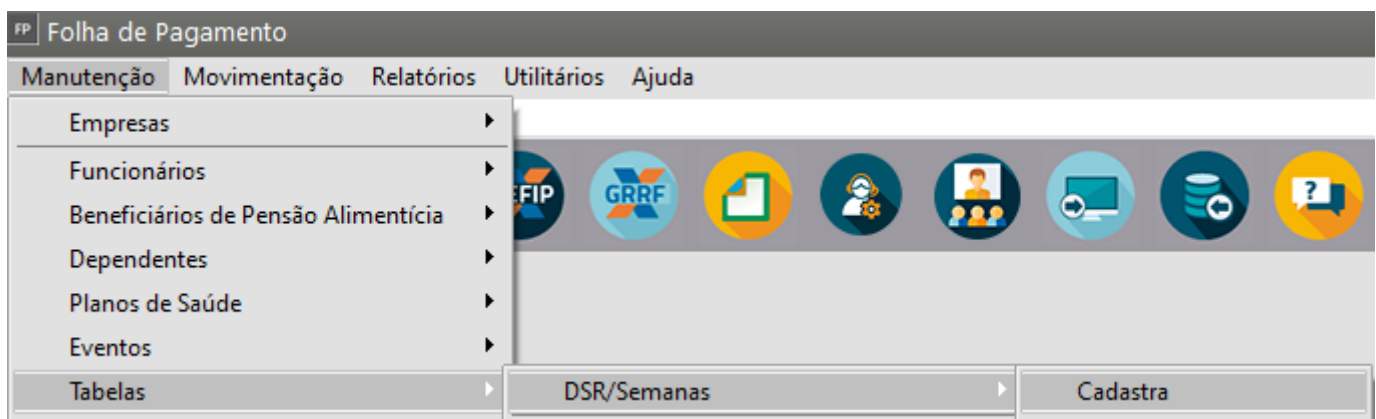 FP Folha de Pagamento
Manutenção Movimentação Relatórios Utilitários Ajuda
Empresas
Funcionários
EFIP GRRF ?
Beneficiários de Pensão Alimentícia
Dependentes
Planos de Saúde
Eventos
Tabelas DSR/Semanas Cadastra